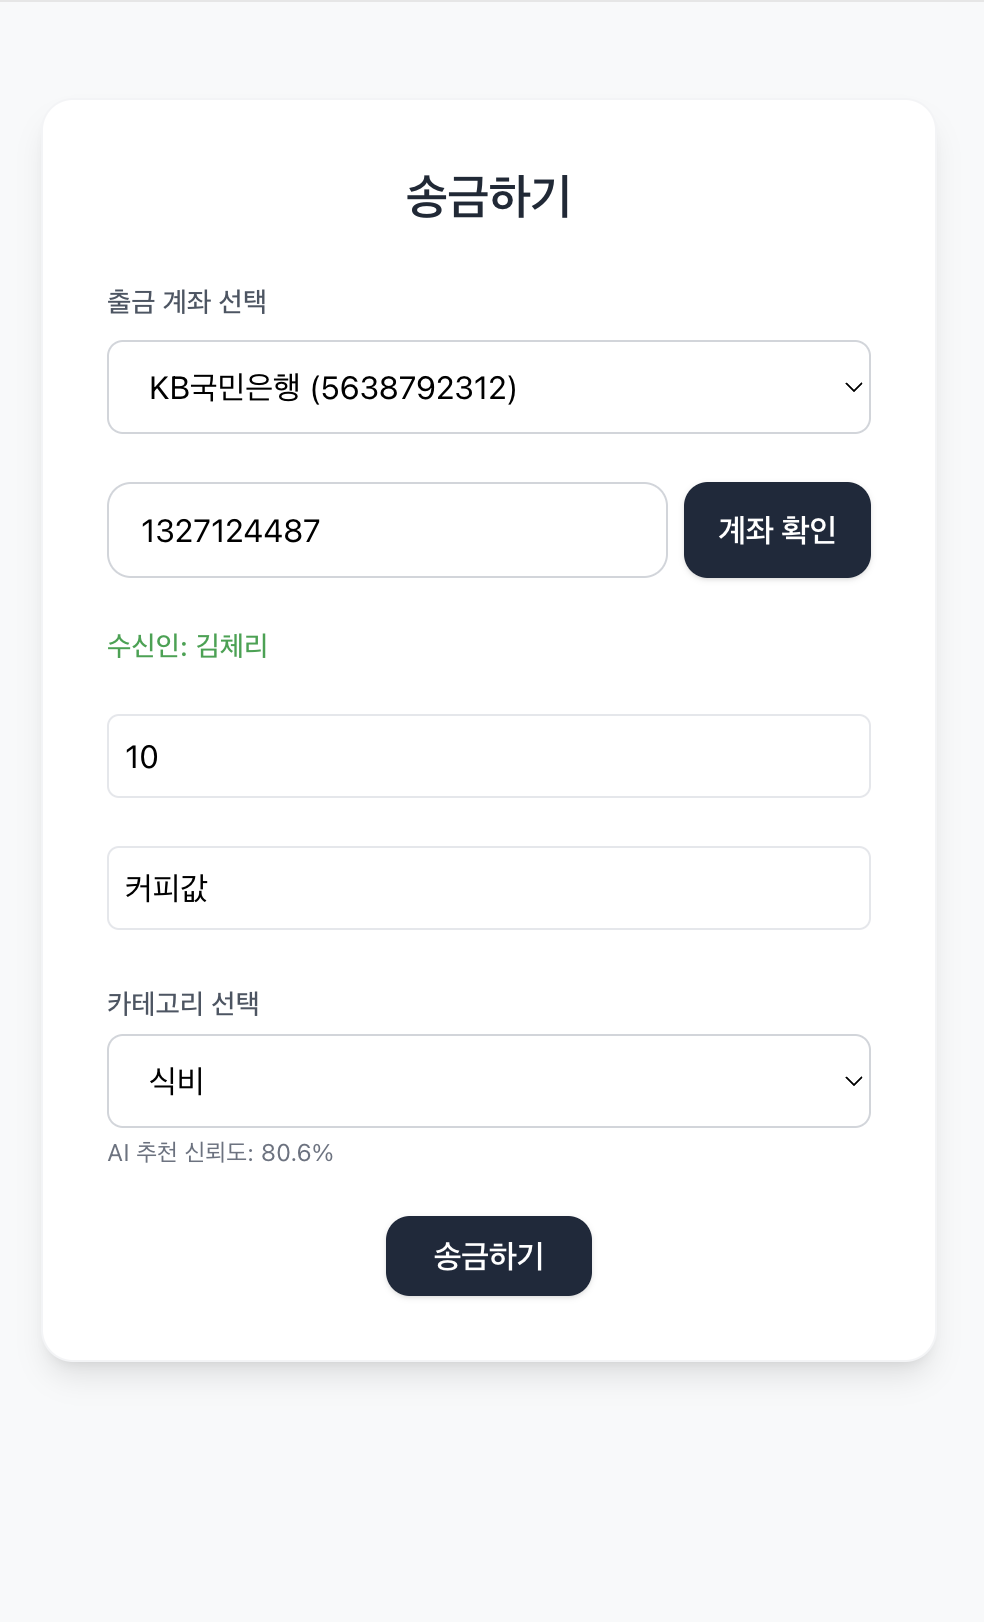 송금하기
출금 계좌 선택
KB국민은행 (5638792312)
1327124487
계좌 확인
수신인: 김체리
10
커피값
카테고리 선택
식비
AI 추천 신뢰도: 80.6%
송금하기